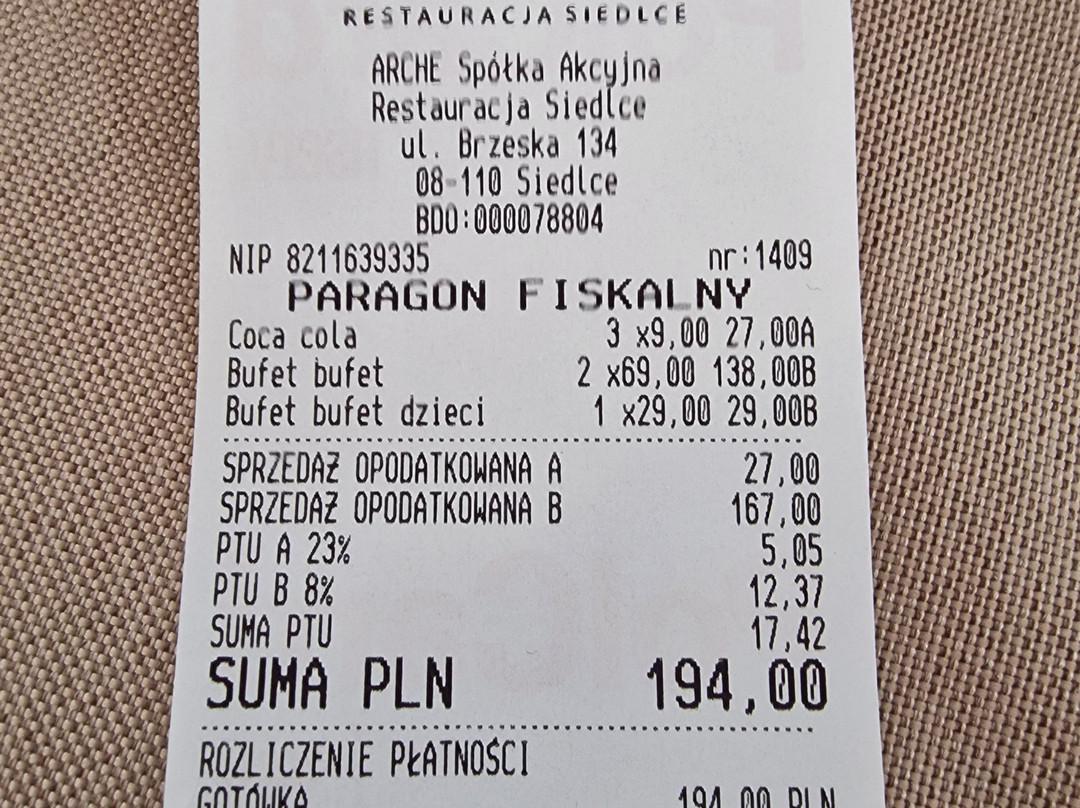 RESTAURACJA SIEDLCE
ARCHE Spółka Akcyjna
Restauracja Siedlce
ul. Brzeska 134
08-110 Siedlce
BDO:000078804
NIP 8211639335 nr:1409
PARAGON FISKALNY
Coca cola 3 x9,00 27,00A
Bufet bufet 2 x69,00 138,00B
Bufet bufet dzieci 1 x29,00 29,00B
SPRZEDAŻ OPODATKOWANA A 27,00
SPRZEDAŻ OPODATKOWANA B 167,00
PTU A 23% 5,05
PTU B 8% 12,37
SUMA PTU 17,42
SUMA PLN 194,00
ROZLICZENIE PŁATNOŚCI
GOTÓWKA 194,00 PLN